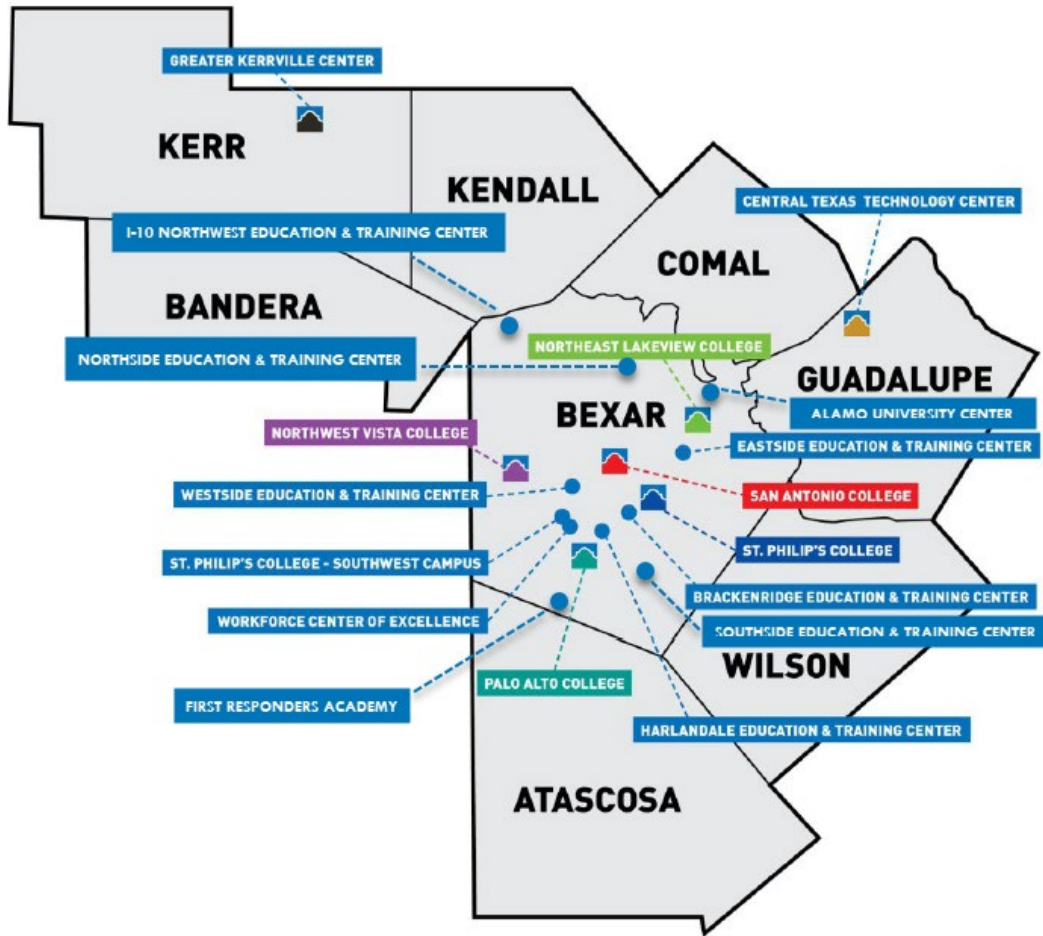 GREATER KERRVILLE CENTER
KERR
KENDALL
CENTRAL TEXAS TECHNOLOGY CENTER
I-10 NORTHWEST EDUCATION & TRAINING CENTER
COMAL
BANDERA
NORTHEAST LAKEVIEW COLLEGE
NORTHSIDE EDUCATION & TRAINING CENTER
GUADALUPE
BEXAR
ALAMO UNIVERSITY CENTER
NORTHWEST VISTA COLLEGE
EASTSIDE EDUCATION & TRAINING CENTER
WESTSIDE EDUCATION & TRAINING CENTER
SAN ANTONIO COLLEGE
ST. PHILIP'S COLLEGE
ST. PHILIP'S COLLEGE - SOUTHWEST CAMPUS
BRACKENRIDGE EDUCATION & TRAINING CENTER
WORKFORCE CENTER OF EXCELLENCE
SOUTHSIDE EDUCATION & TRAINING CENTER
WILSON
PALO ALTO COLLEGE
FIRST RESPONDERS ACADEMY
HARLANDALE EDUCATION & TRAINING CENTER
ATASCOSA